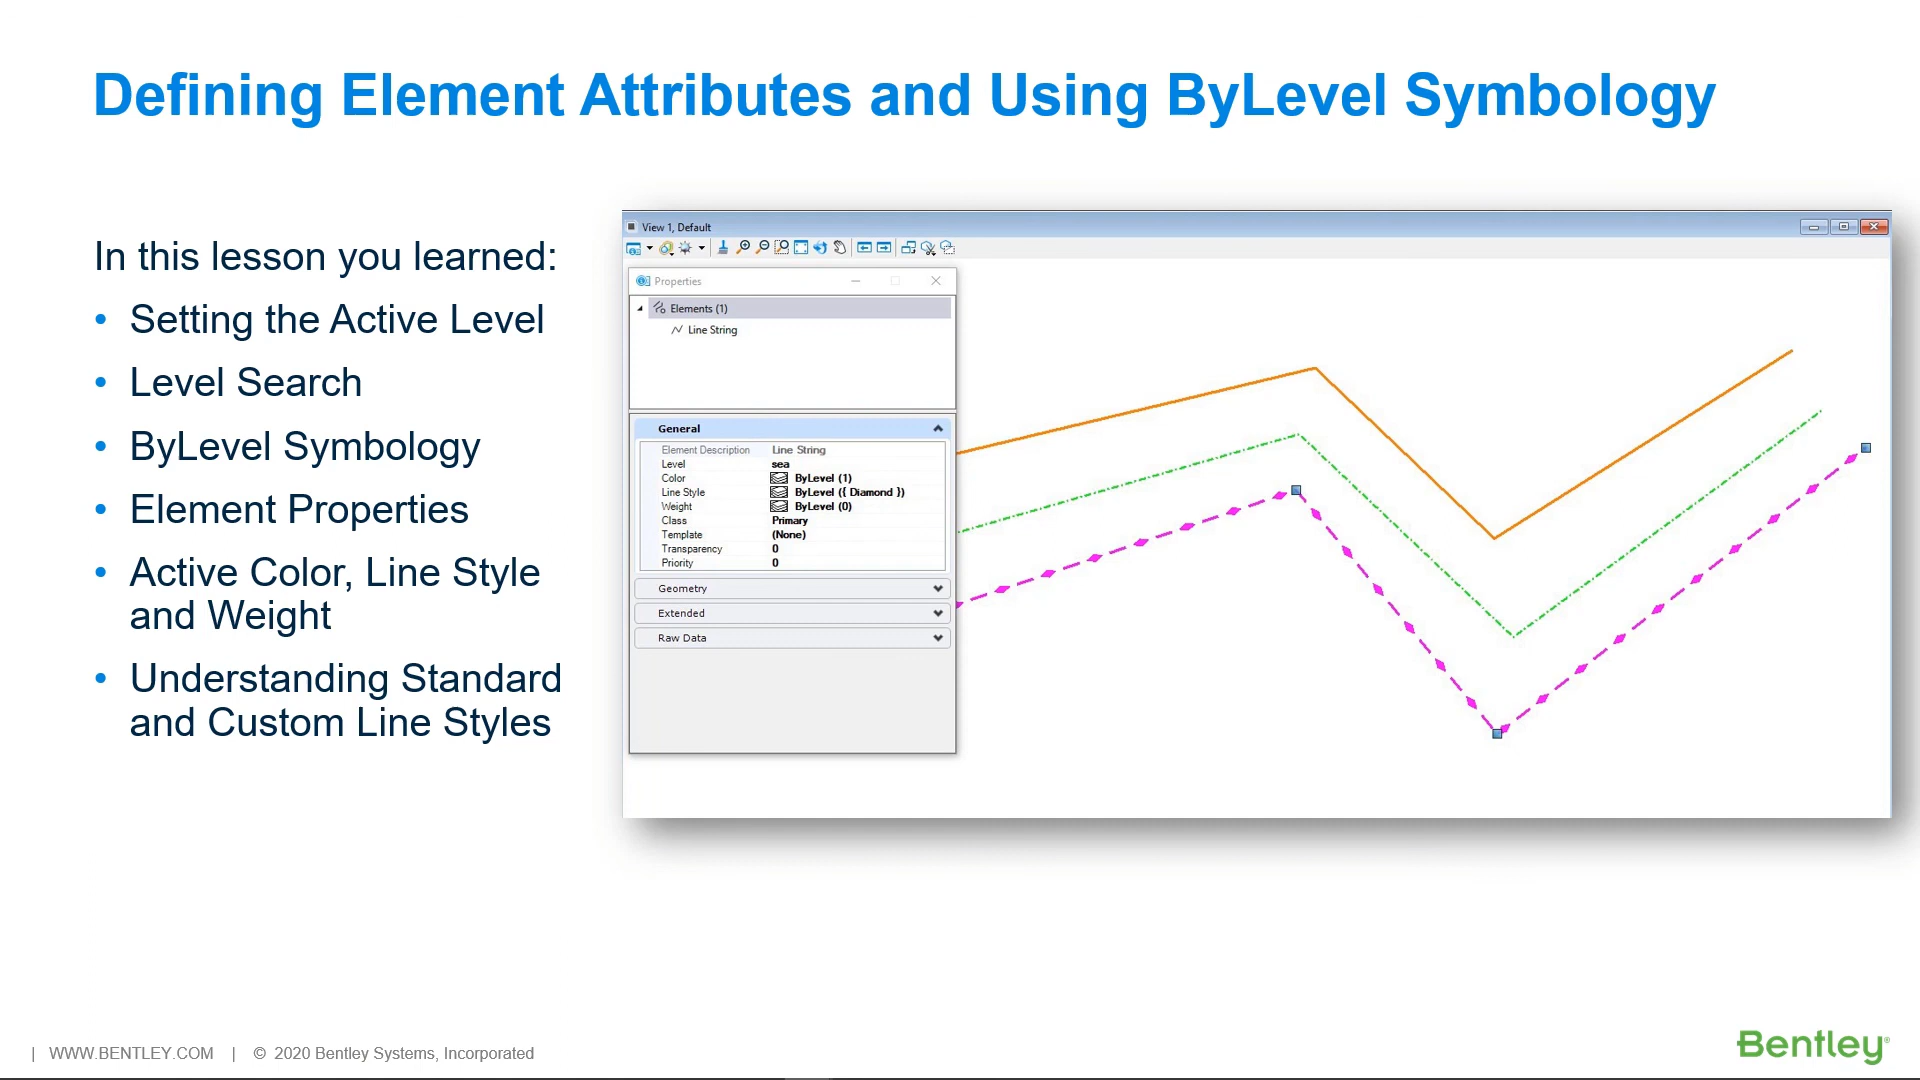 Defining Element Attributes and Using ByLevel Symbology
In this lesson you learned:
• Setting the Active Level
• Level Search
• ByLevel Symbology
• Element Properties
• Active Color, Line Style
and Weight
• Understanding Standard
and Custom Line Styles
View 1, Default
Properties
Elements (1)
Line String
General
Element Description Line String
Level sea
Color ByLevel (1)
Line Style ByLevel ({ Diamond })
Weight ByLevel (0)
Class Primary
Template (None)
Transparency 0
Priority 0
Geometry
Extended
Raw Data
| WWW.BENTLEY.COM | © 2020 Bentley Systems, Incorporated
Bentley®